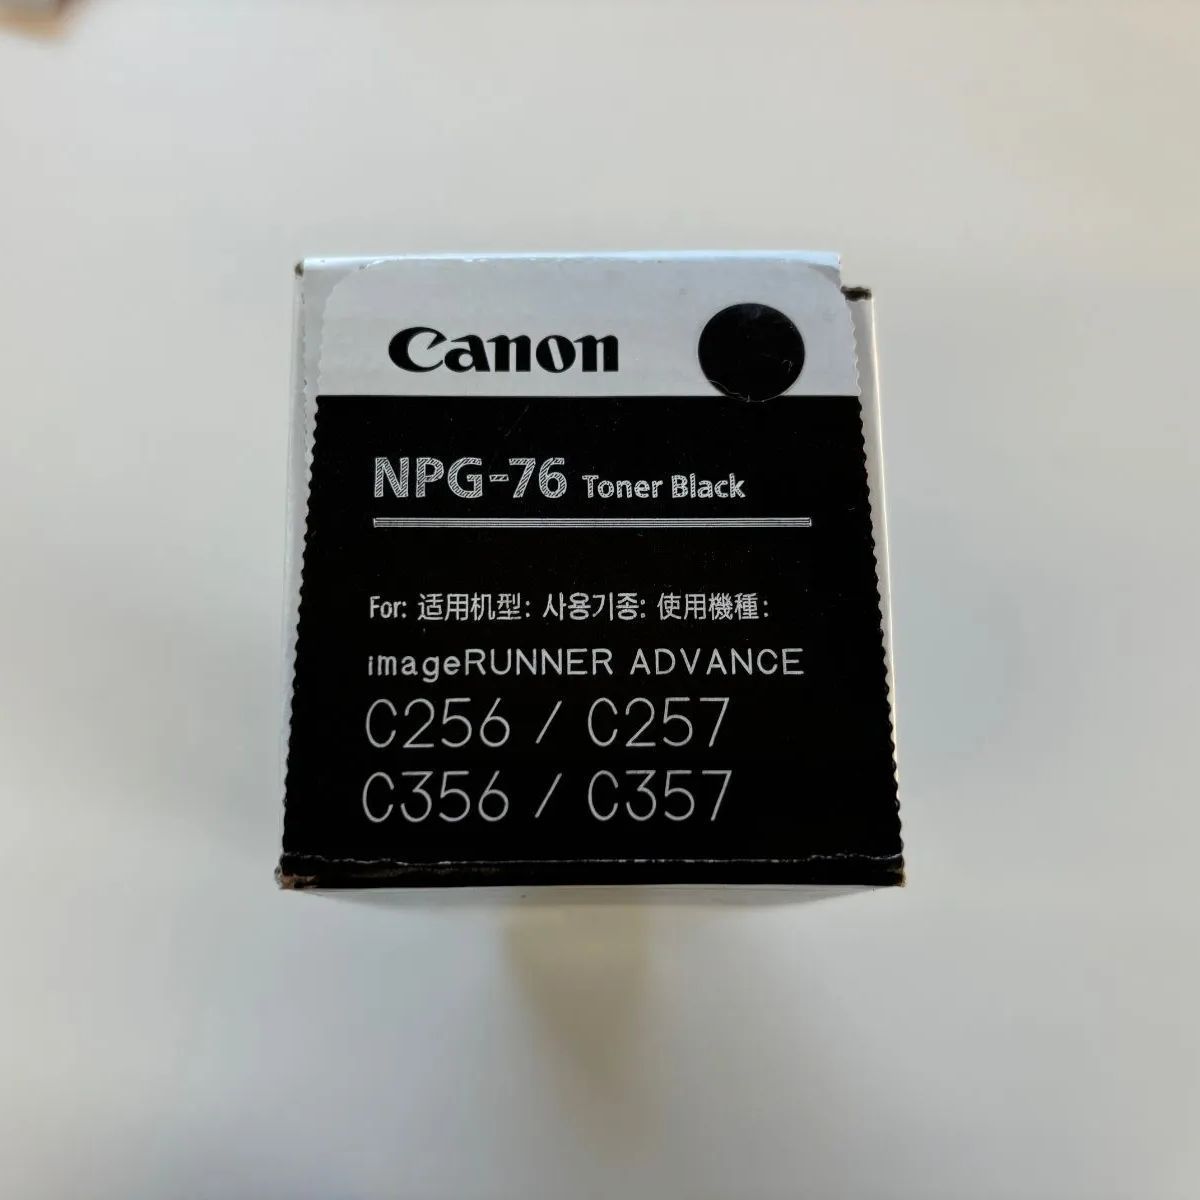 Canon
NPG-76 Toner Black
For: 适用机型: 사용기종: 使用機種:
imageRUNNER ADVANCE
C256 / C257
C356 / C357